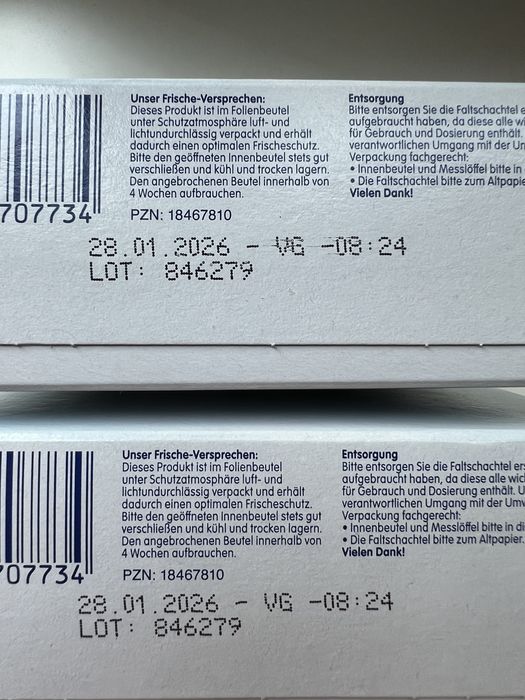 Unser Frische-Versprechen:
Dieses Produkt ist im Folienbeutel
unter Schutzatmosphäre luft- und
lichtundurchlässig verpackt und erhält
dadurch einen optimalen Frischeschutz.
Bitte den geöffneten Innenbeutel stets gut
verschließen und kühl und trocken lagern.
Den angebrochenen Beutel innerhalb von
4 Wochen aufbrauchen.
PZN: 18467810
Entsorgung
Bitte entsorgen Sie die Faltschachtel e
aufgebraucht haben, da diese alle wi
für Gebrauch und Dosierung enthält.
verantwortlichen Umgang mit der Un
Verpackung fachgerecht:
• Innenbeutel und Messlöffel bitte in
• Die Faltschachtel bitte zum Altpapie
Vielen Dank!
707734
28.01.2026 - VG -08:24
LOT: 846279
Unser Frische-Versprechen:
Dieses Produkt ist im Folienbeutel
unter Schutzatmosphäre luft- und
lichtundurchlässig verpackt und erhält
dadurch einen optimalen Frischeschutz.
Bitte den geöffneten Innenbeutel stets gut
verschließen und kühl und trocken lagern.
Den angebrochenen Beutel innerhalb von
4 Wochen aufbrauchen.
PZN: 18467810
Entsorgung
Bitte entsorgen Sie die Faltschachtel ers
aufgebraucht haben, da diese alle wic
für Gebrauch und Dosierung enthält. U
verantwortlichen Umgang mit der Umv
Verpackung fachgerecht:
• Innenbeutel und Messlöffel bitte in di
• Die Faltschachtel bitte zum Altpapier.
Vielen Dank!
707734
28.01.2026 - VG -08:24
LOT: 846279